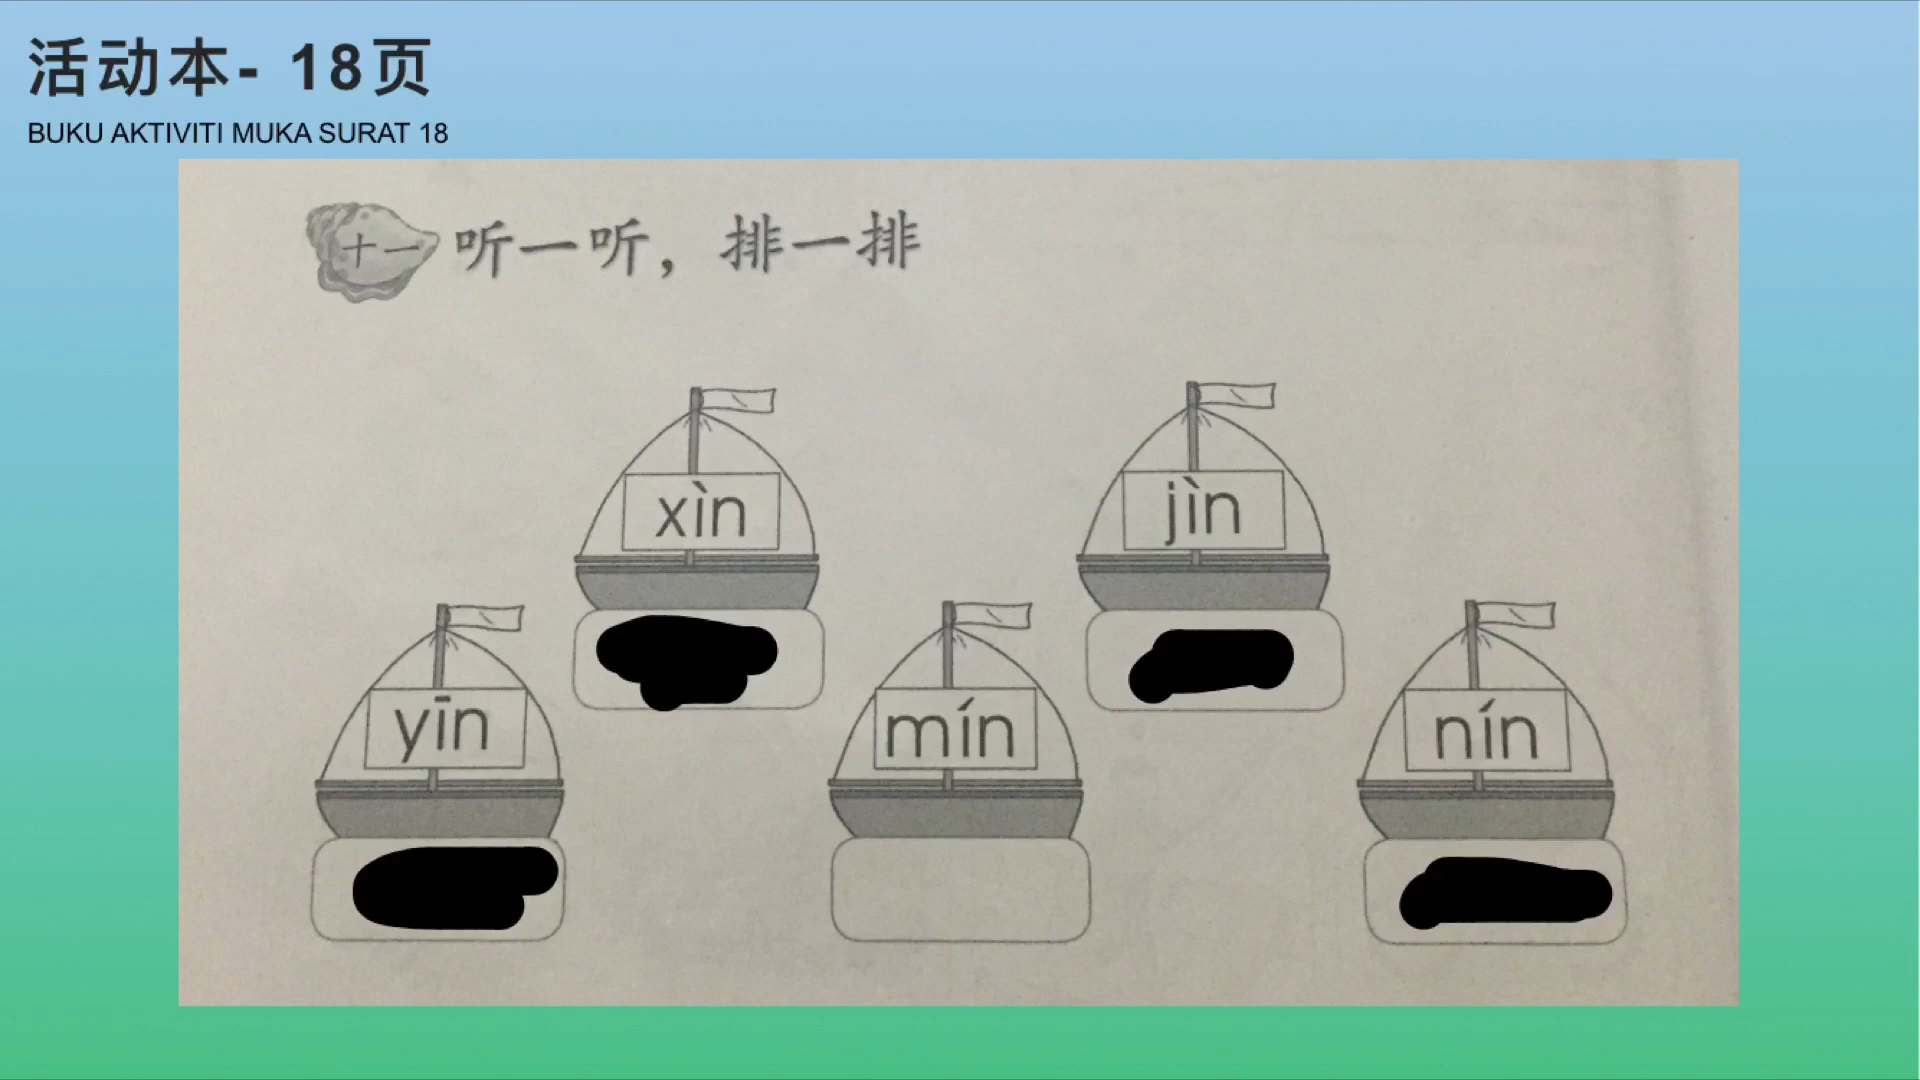 活动本- 18页
BUKU AKTIVITI MUKA SURAT 18
十一 听一听，排一排
xìn
jìn
yīn
mín
nín